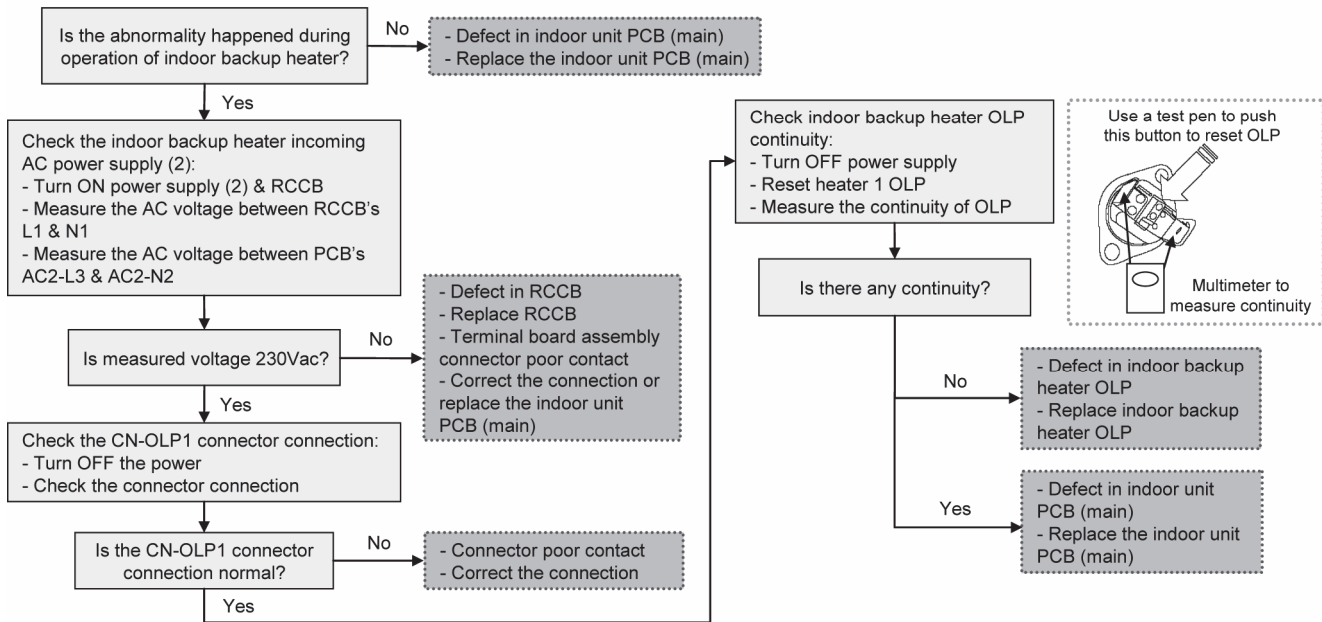 Is the abnormality happened during
operation of indoor backup heater?
No
- Defect in indoor unit PCB (main)
- Replace the indoor unit PCB (main)
Yes
Check the indoor backup heater incoming
AC power supply (2):
- Turn ON power supply (2) & RCCB
- Measure the AC voltage between RCCB's
L1 & N1
- Measure the AC voltage between PCB's
AC2-L3 & AC2-N2
Is measured voltage 230Vac?
No
- Defect in RCCB
- Replace RCCB
- Terminal board assembly
connector poor contact
- Correct the connection or
replace the indoor unit
PCB (main)
Yes
Check the CN-OLP1 connector connection:
- Turn OFF the power
- Check the connector connection
Is the CN-OLP1 connector
connection normal?
No
- Connector poor contact
- Correct the connection
Yes
Check indoor backup heater OLP
continuity:
- Turn OFF power supply
- Reset heater 1 OLP
- Measure the continuity of OLP
Is there any continuity?
Use a test pen to push
this button to reset OLP
Multimeter to
measure continuity
No
- Defect in indoor backup
heater OLP
- Replace indoor backup
heater OLP
Yes
- Defect in indoor unit
PCB (main)
- Replace the indoor unit
PCB (main)